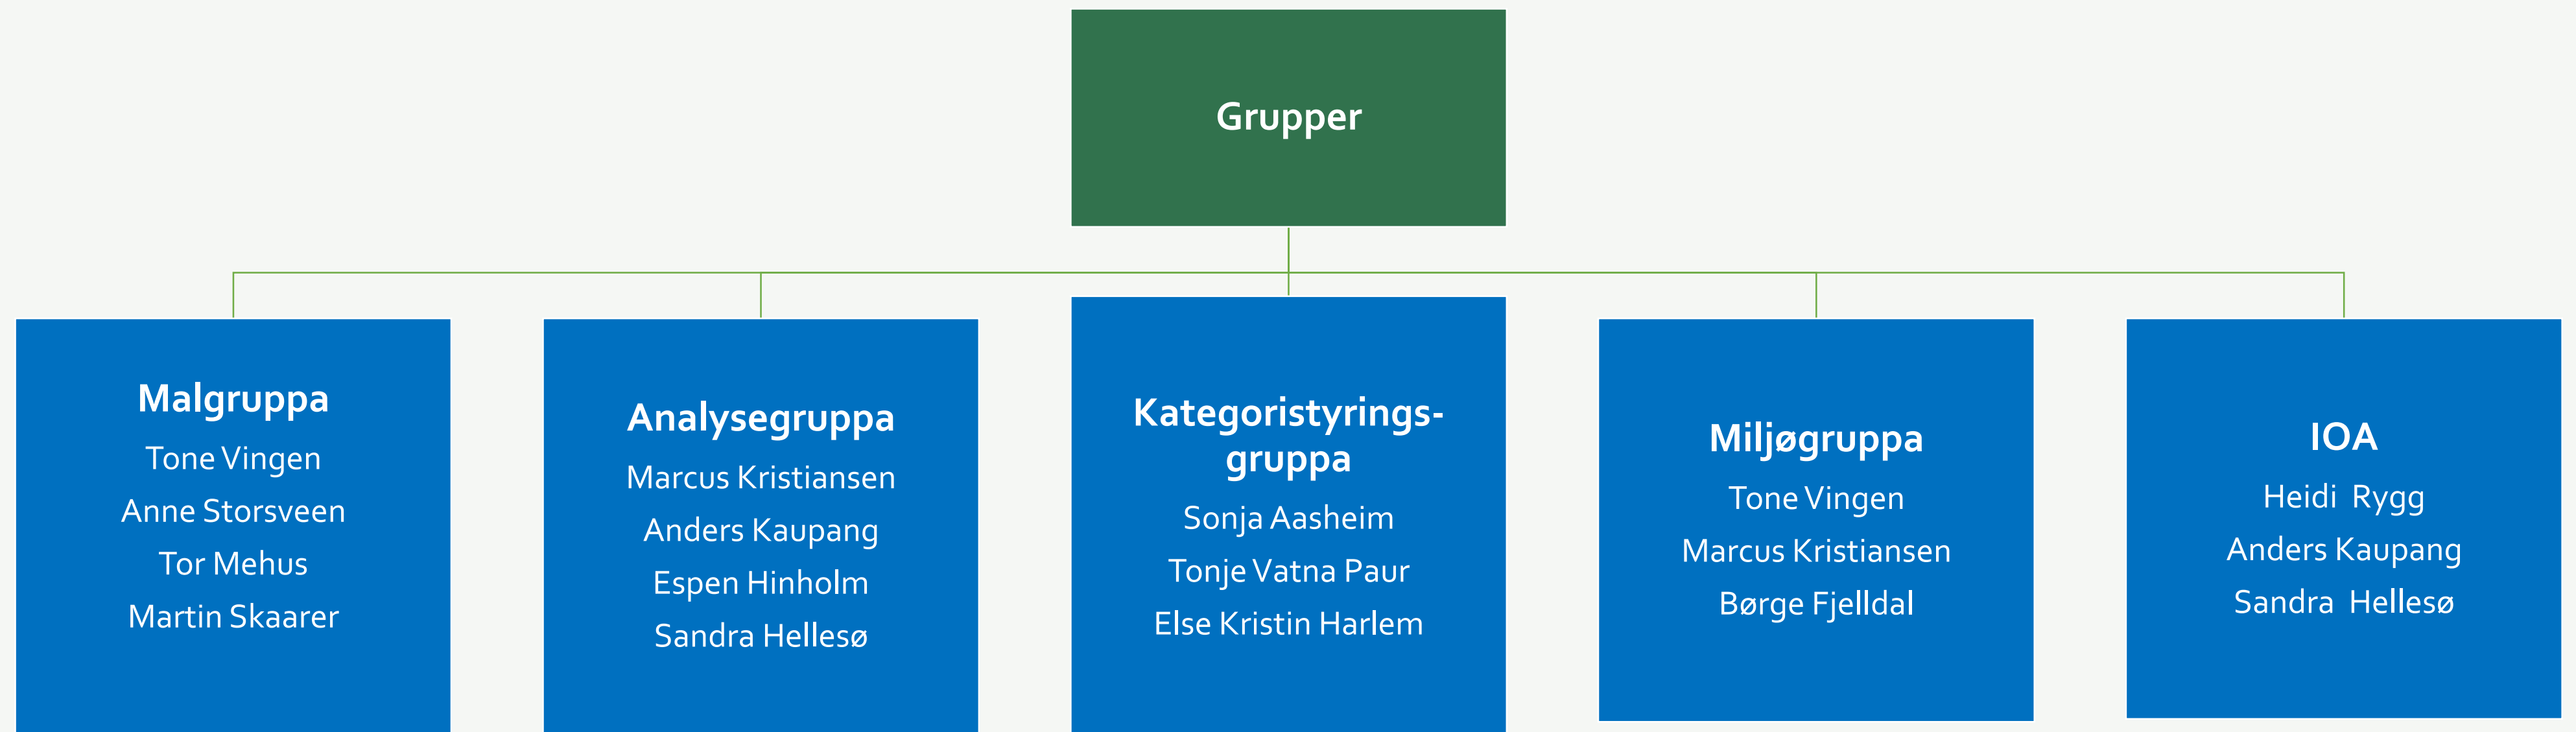 Grupper
Malgruppa
Tone Vingen
Anne Storsveen
Tor Mehus
Martin Skaarer
Analysegruppa
Marcus Kristiansen
Anders Kaupang
Espen Hinholm
Sandra Hellesø
Kategoristyrings-
gruppa
Sonja Aasheim
Tonje Vatna Paur
Else Kristin Harlem
Miljøgruppa
Tone Vingen
Marcus Kristiansen
Børge Fjelldal
IOA
Heidi  Rygg
Anders Kaupang
Sandra  Hellesø